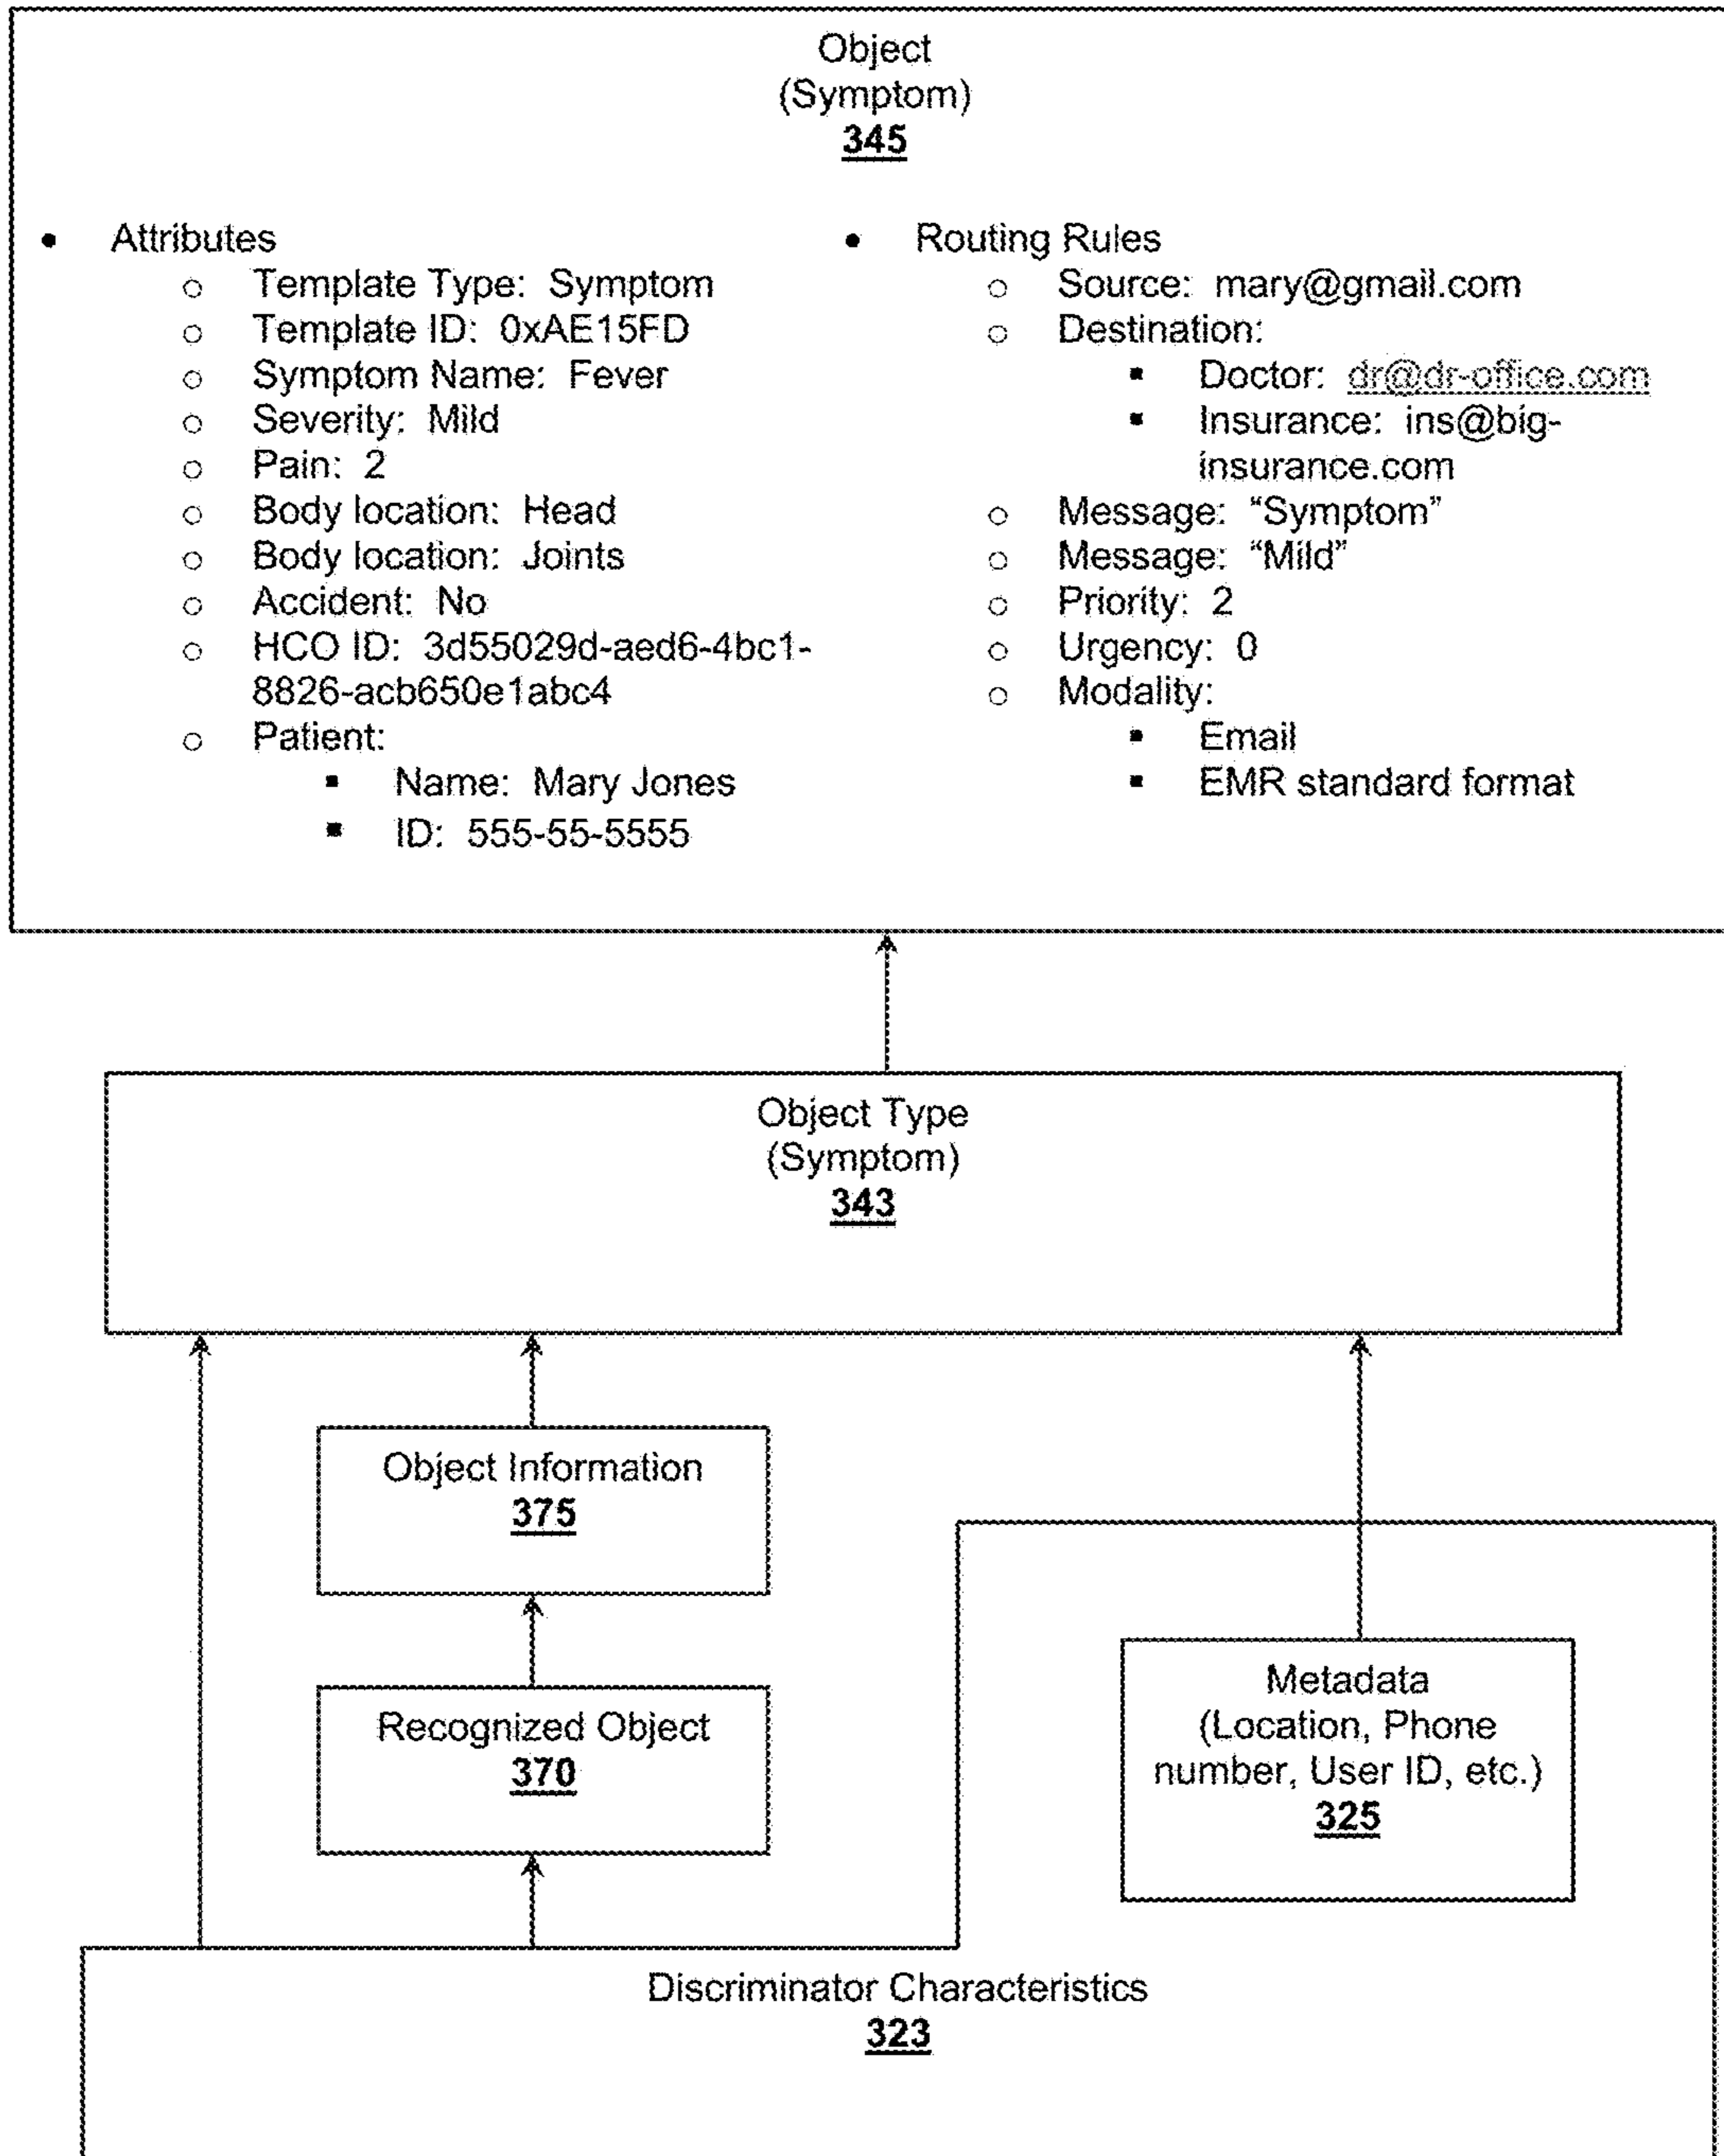 Object
(Symptom)
345
• Attributes
○ Template Type: Symptom
○ Template ID: 0xAE15FD
○ Symptom Name: Fever
○ Severity: Mild
○ Pain: 2
○ Body location: Head
○ Body location: Joints
○ Accident: No
○ HCO ID: 3d55029d-aed6-4bc1-
8826-acb650e1abc4
○ Patient:
▪ Name: Mary Jones
▪ ID: 555-55-5555
• Routing Rules
○ Source: mary@gmail.com
○ Destination:
▪ Doctor: dr@dr-office.com
▪ Insurance: ins@big-
insurance.com
○ Message: “Symptom”
○ Message: “Mild”
○ Priority: 2
○ Urgency: 0
○ Modality:
▪ Email
▪ EMR standard format
Object Type
(Symptom)
343
Object Information
375
Recognized Object
370
Metadata
(Location, Phone
number, User ID, etc.)
325
Discriminator Characteristics
323